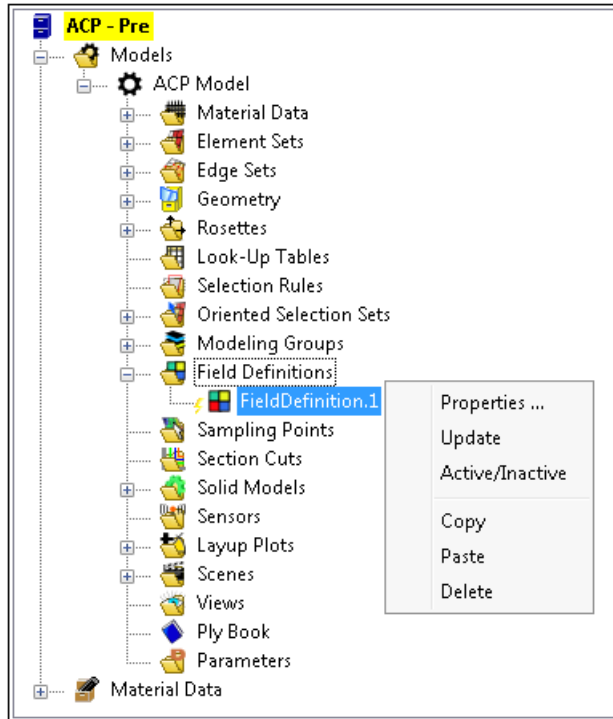 ACP - Pre
Models
ACP Model
Material Data
Element Sets
Edge Sets
Geometry
Rosettes
Look-Up Tables
Selection Rules
Oriented Selection Sets
Modeling Groups
Field Definitions
FieldDefinition.1
Sampling Points
Section Cuts
Solid Models
Sensors
Layup Plots
Scenes
Views
Ply Book
Parameters
Material Data
Properties ...
Update
Active/Inactive
Copy
Paste
Delete